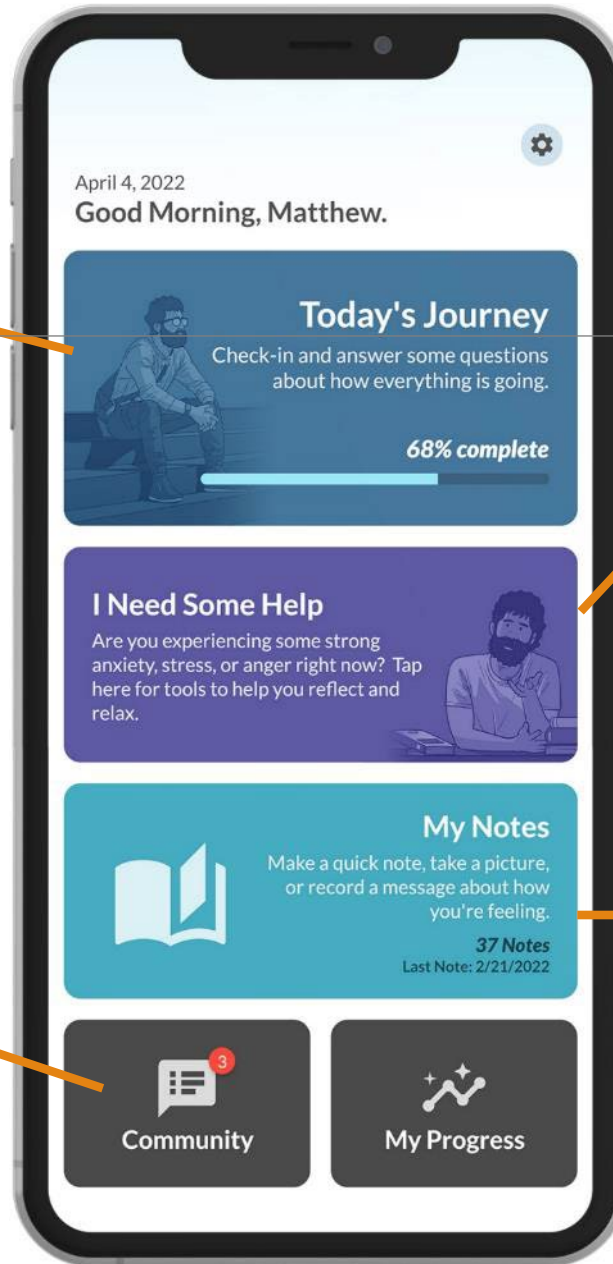 April 4, 2022
Good Morning, Matthew.
Today's Journey
Check-in and answer some questions
about how everything is going.
68% complete
I Need Some Help
Are you experiencing some strong
anxiety, stress, or anger right now? Tap
here for tools to help you reflect and
relax.
My Notes
Make a quick note, take a picture,
or record a message about how
you're feeling.
37 Notes
Last Note: 2/21/2022
3
Community
My Progress